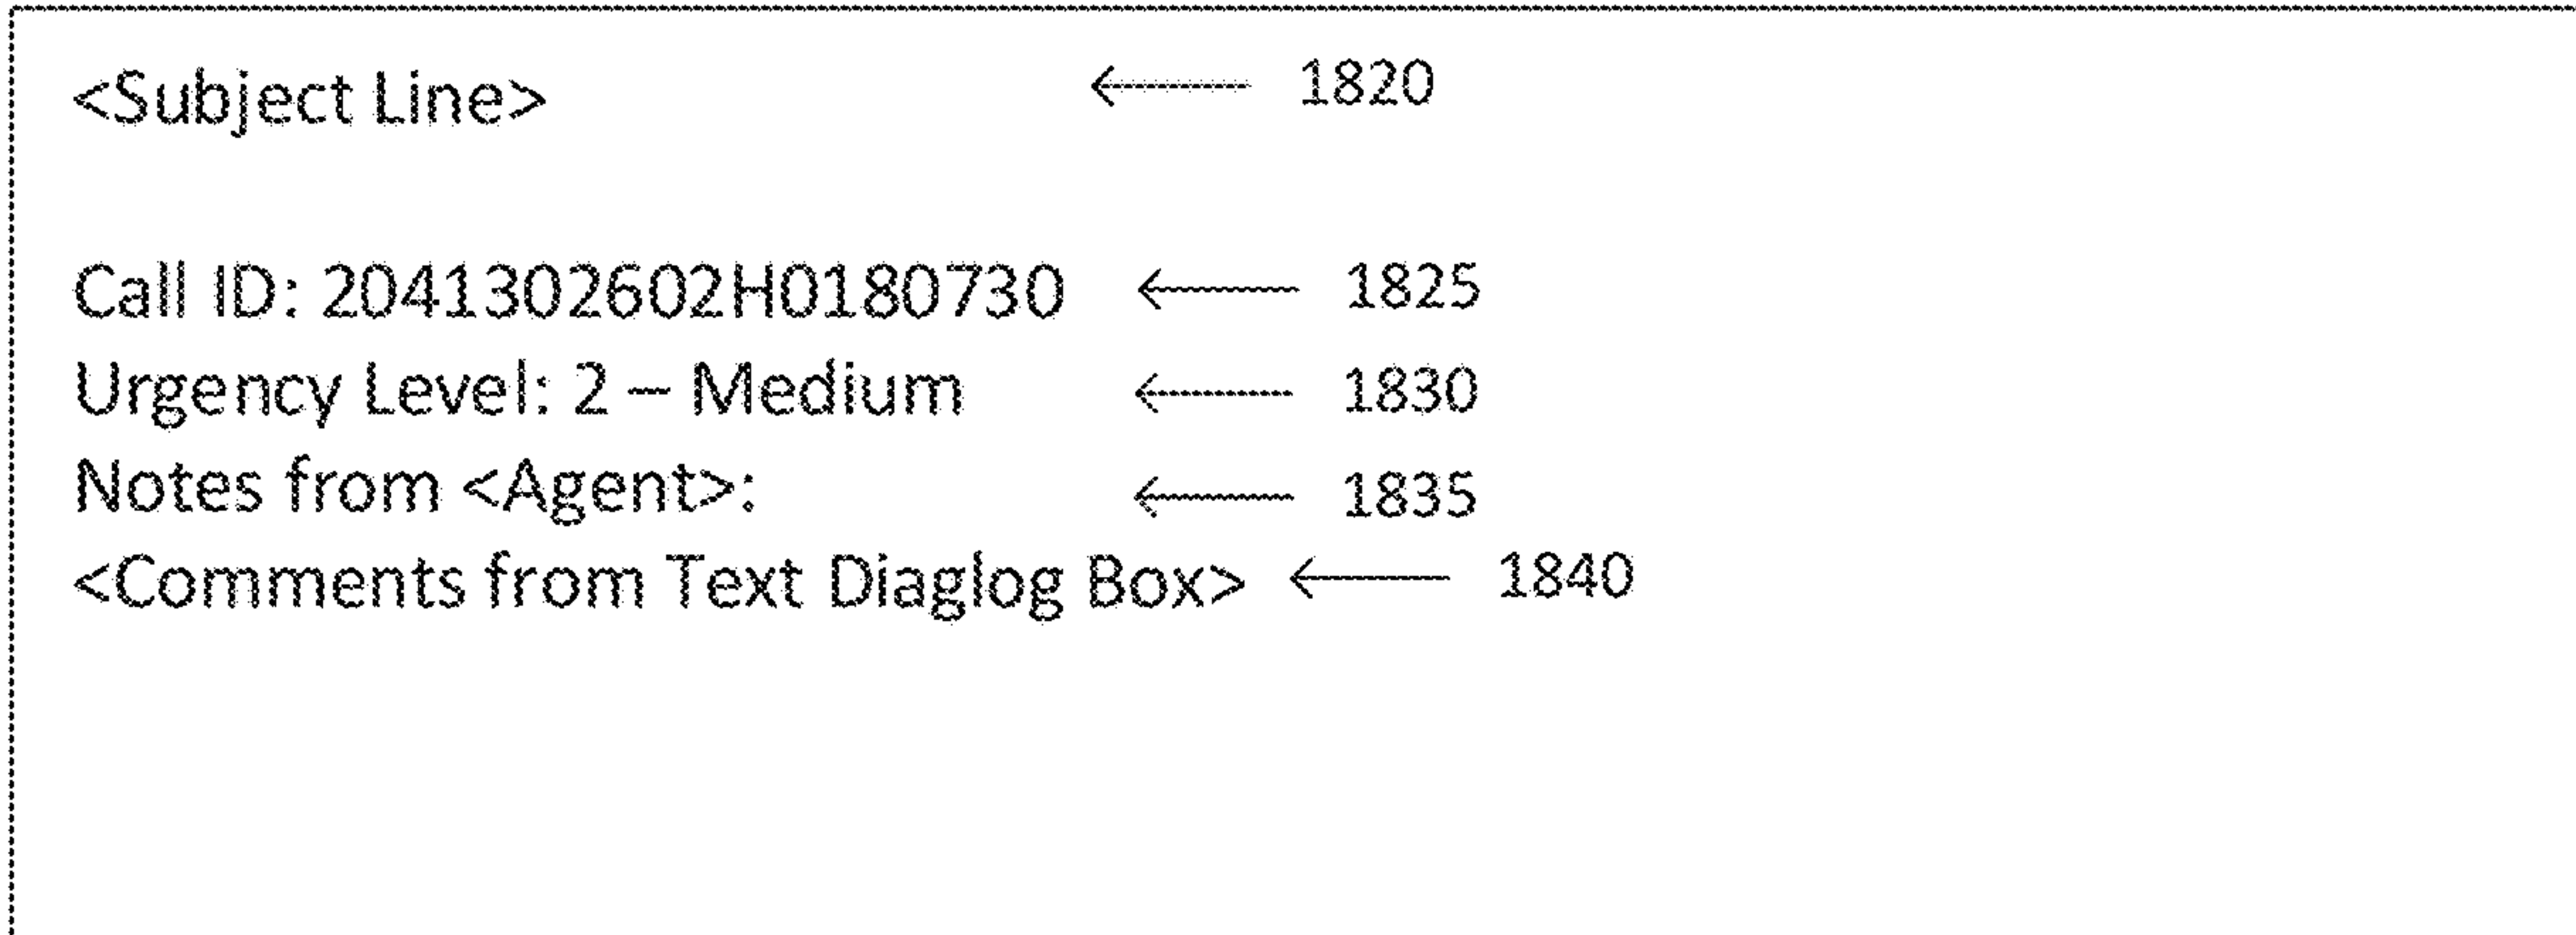 <Subject Line> ← 1820
Call ID: 2041302602H0180730 ← 1825
Urgency Level: 2 – Medium ← 1830
Notes from <Agent>: ← 1835
<Comments from Text Diaglog Box> ← 1840